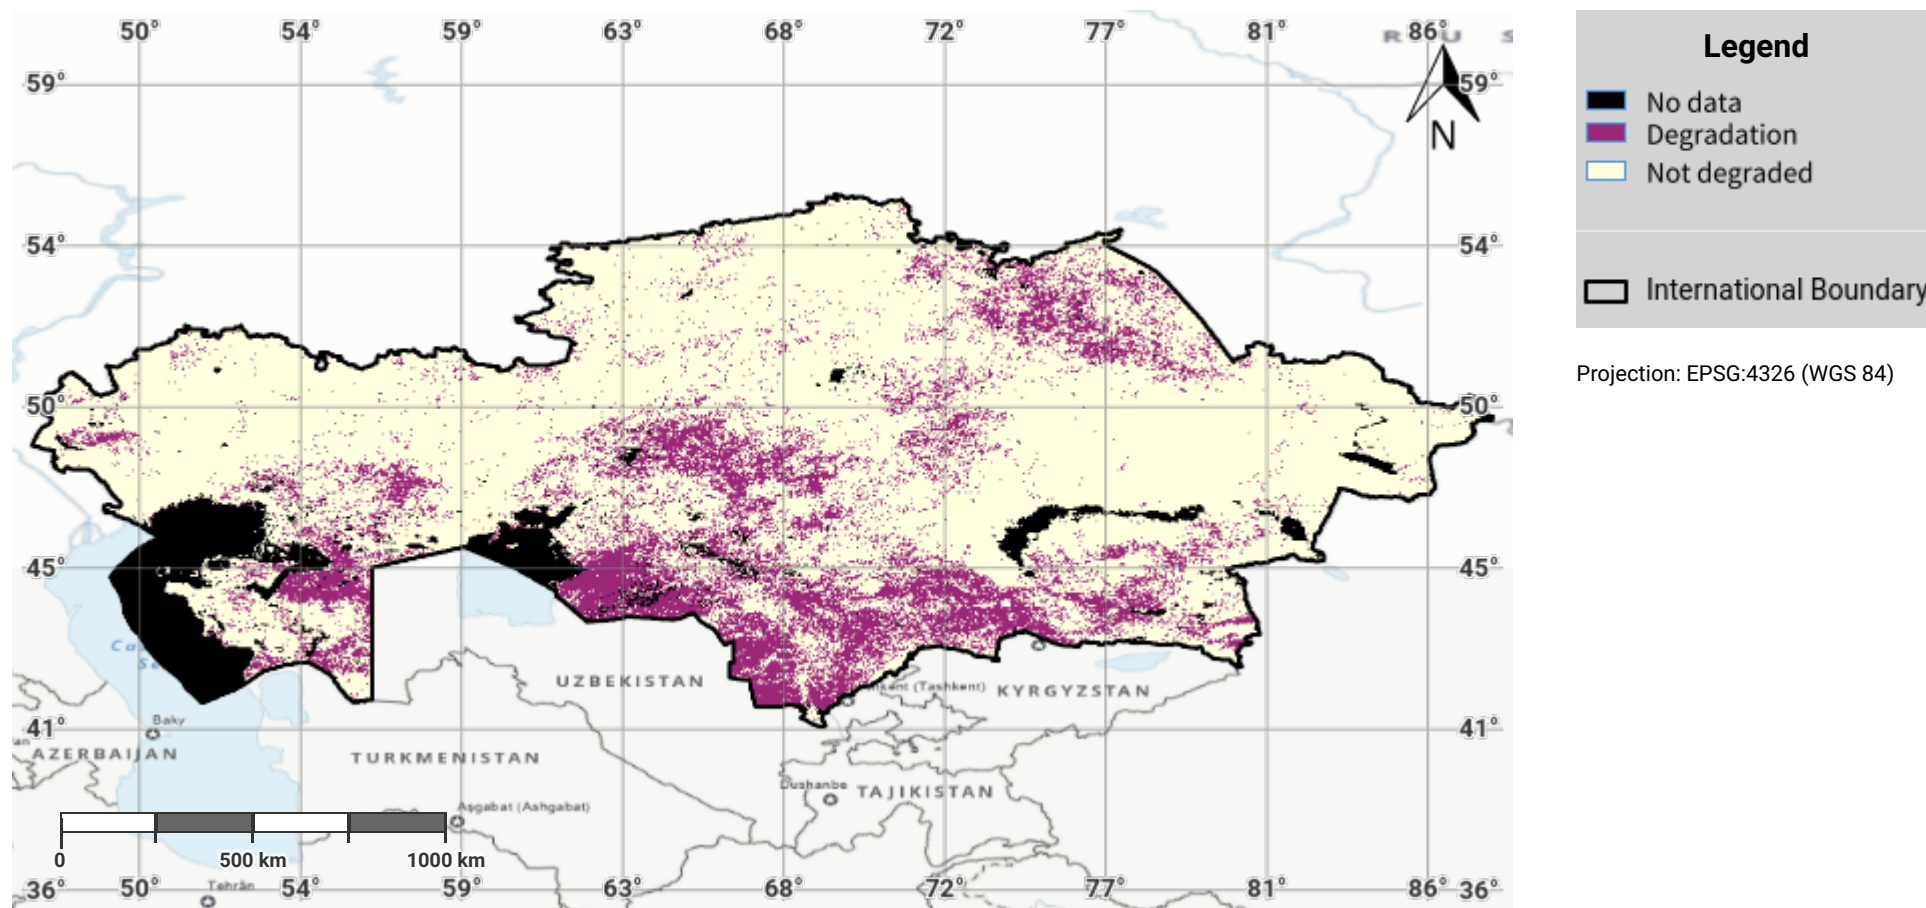 50° 54° 59° 63° 68° 72° 77° 81° 86°
R U S
59° 59°
N
54° 54°
50° 50°
45° 45°
UZBEKISTAN
(Tashkent)
KYRGYZSTAN
Baky
41° 41°
AZERBAIJAN
TURKMENISTAN
Dushanbe
TAJIKISTAN
Aşgabat (Ashgabat)
0 500 km 1000 km
36° 50° 54° 59° 63° 68° 72° 77° 81° 86° 36°
Tehrān
Legend
No data
Degradation
Not degraded
International Boundary
Projection: EPSG:4326 (WGS 84)